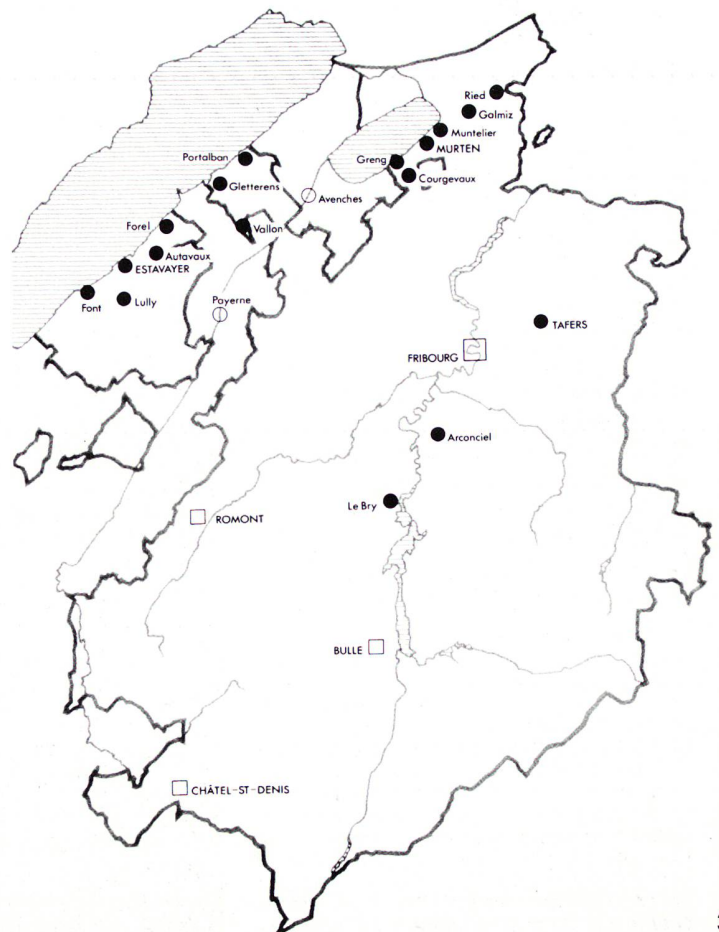 Ried
Galmiz
Muntelier
MURTEN
Greng
Courgevaux
Portalban
Gletterens
Avenches
Forel
Vallon
Autavaux
ESTAVAYER
Font
Lully
Payerne
TAFERS
FRIBOURG
Arconciel
Le Bry
ROMONT
BULLE
CHÂTEL-ST-DENIS